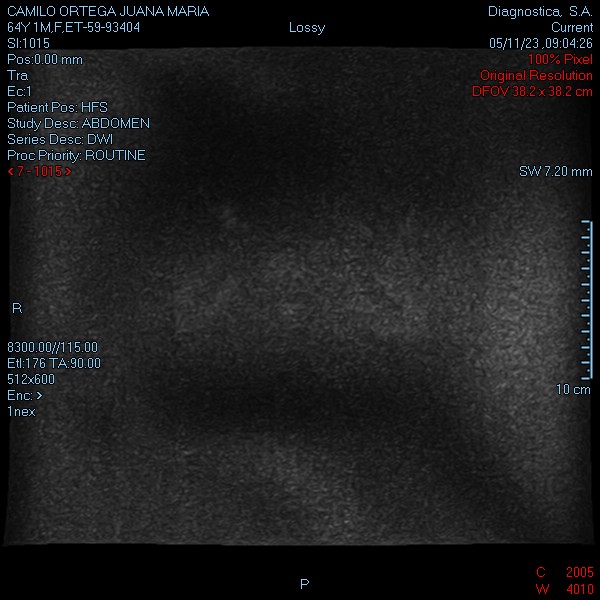 CAMILO ORTEGA JUANA MARIA
64Y 1M,F,ET-59-93404
SI:1015
Pos:0.00 mm
Tra
Ec:1
Patient Pos: HFS
Study Desc: ABDOMEN
Series Desc: DWI
Proc Priority: ROUTINE
< 7 - 1015 >
Lossy
Diagnostica, S.A.
Current
05/11/23 ,09:04:26
100% Pixel
Original Resolution
DFOV 38.2 x 38.2 cm
SW 7.20 mm
R
8300.00//115.00
Etl:176 TA:90.00
512x600
Enc: >
1nex
10 cm
P
C 2005
W 4010